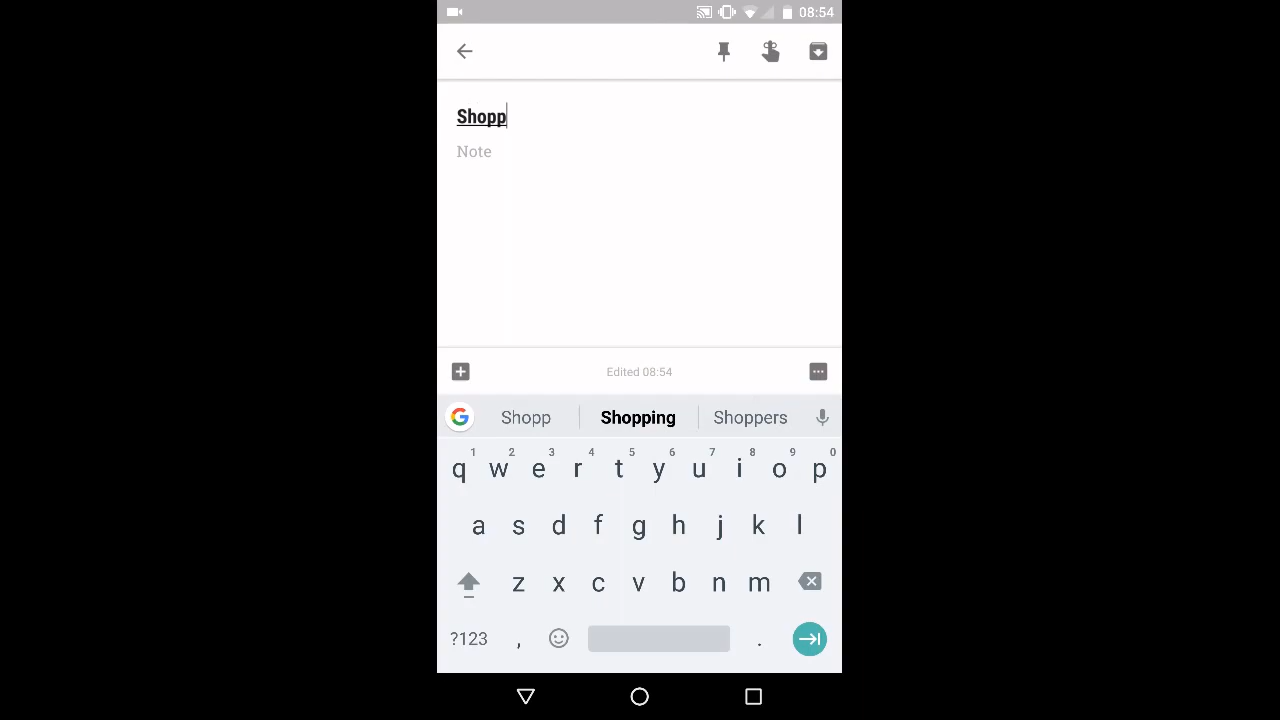 08:54
Shopp
Note
Edited 08:54
Shopp Shopping Shoppers
1 2 3 4 5 6 7 8 9 0
q w e r t y u i o p
a s d f g h j k l
z x c v b n m
?123 , .